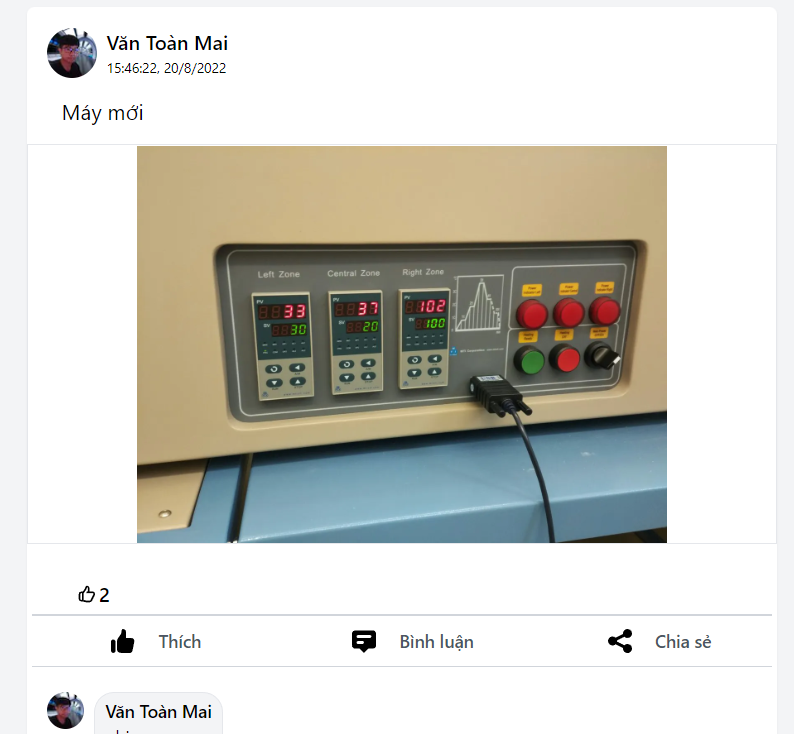 Văn Toàn Mai
15:46:22, 20/8/2022
Máy mới
Left Zone
Central Zone
Right Zone
PV
33
SV
30
PV
37
SV
20
PV
102
SV
100
2
Thích
Bình luận
Chia sẻ
Văn Toàn Mai